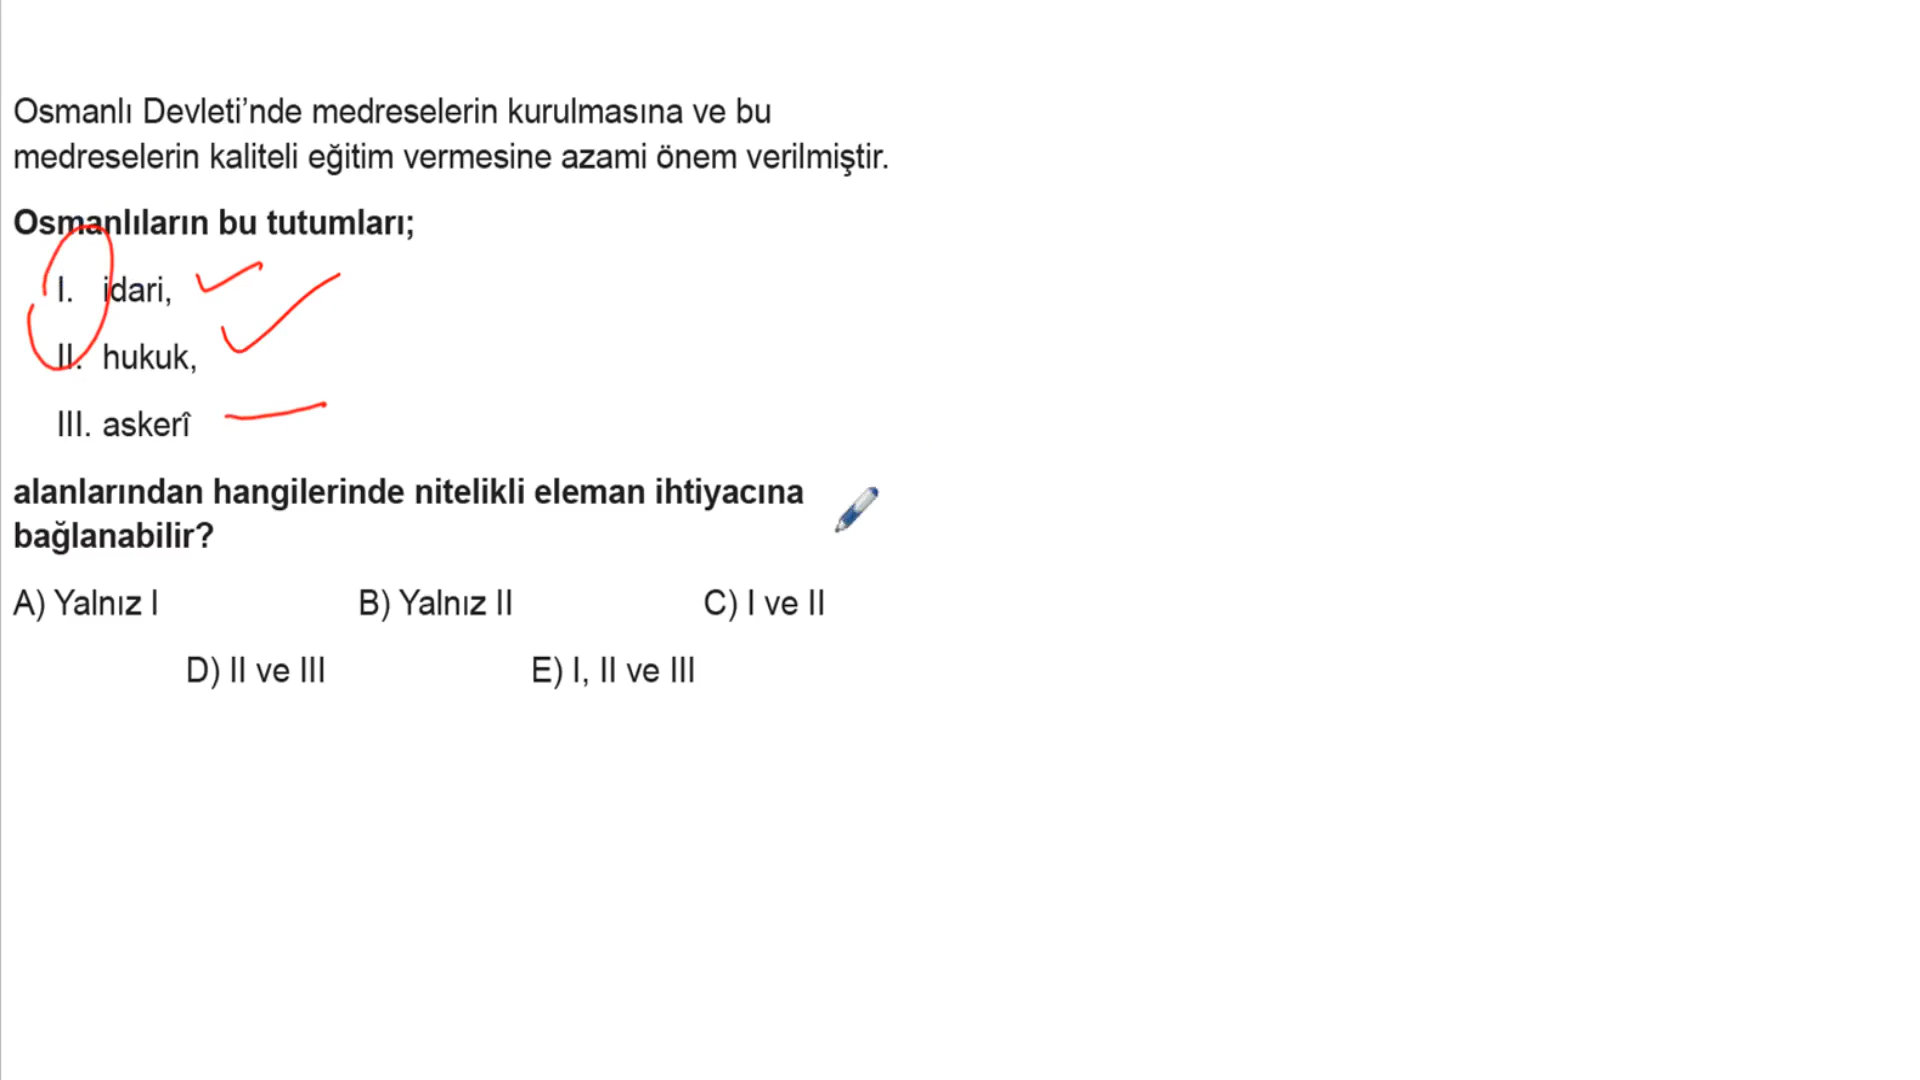 Osmanlı Devleti’nde medreselerin kurulmasına ve bu
medreselerin kaliteli eğitim vermesine azami önem verilmiştir.
Osmanlıların bu tutumları;
I. idari,
II. hukuk,
III. askerî
alanlarından hangilerinde nitelikli eleman ihtiyacına
bağlanabilir?
A) Yalnız I B) Yalnız II C) I ve II
D) II ve III E) I, II ve III